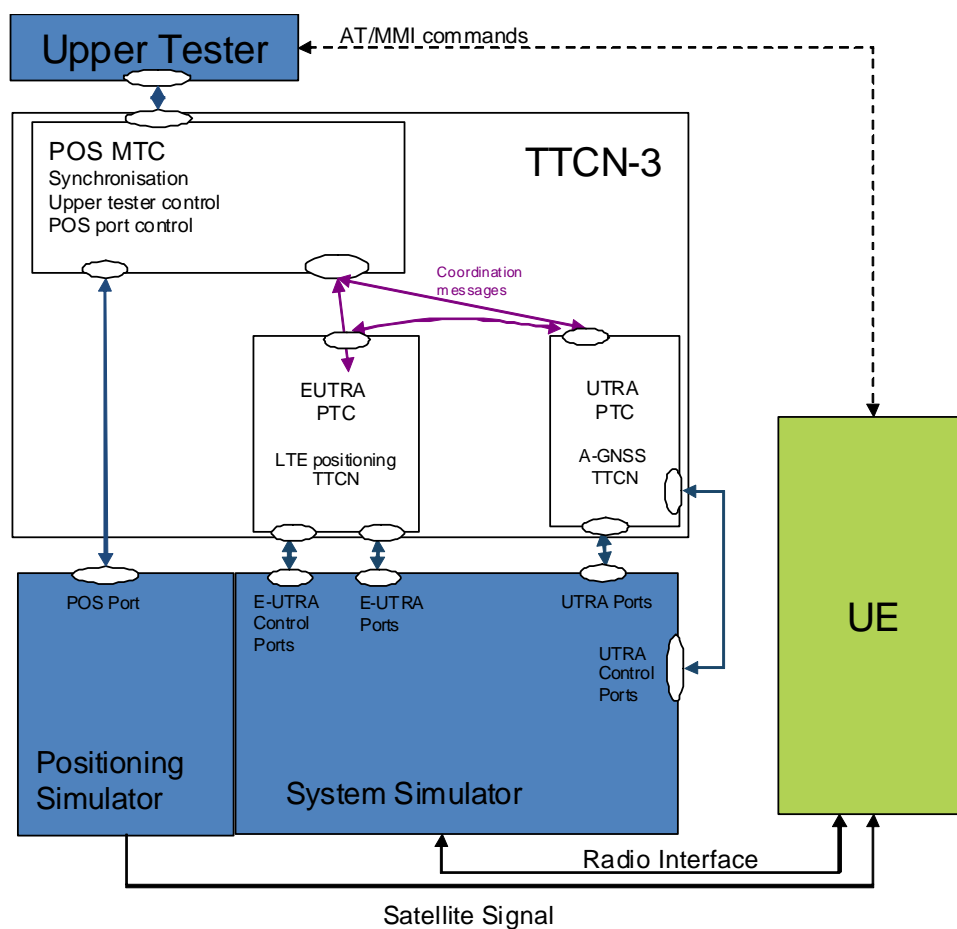 Upper Tester
AT/MMI commands
POS MTC
Synchronisation
Upper tester control
POS port control
TTCN-3
Coordination
messages
EUTRA
PTC
LTE positioning
TTCN
UTRA
PTC
A-GNSS
TTCN
POS Port
E-UTRA
Control
Ports
E-UTRA
Ports
UTRA Ports
UTRA
Control
Ports
UE
Positioning
Simulator
System Simulator
Radio Interface
Satellite Signal